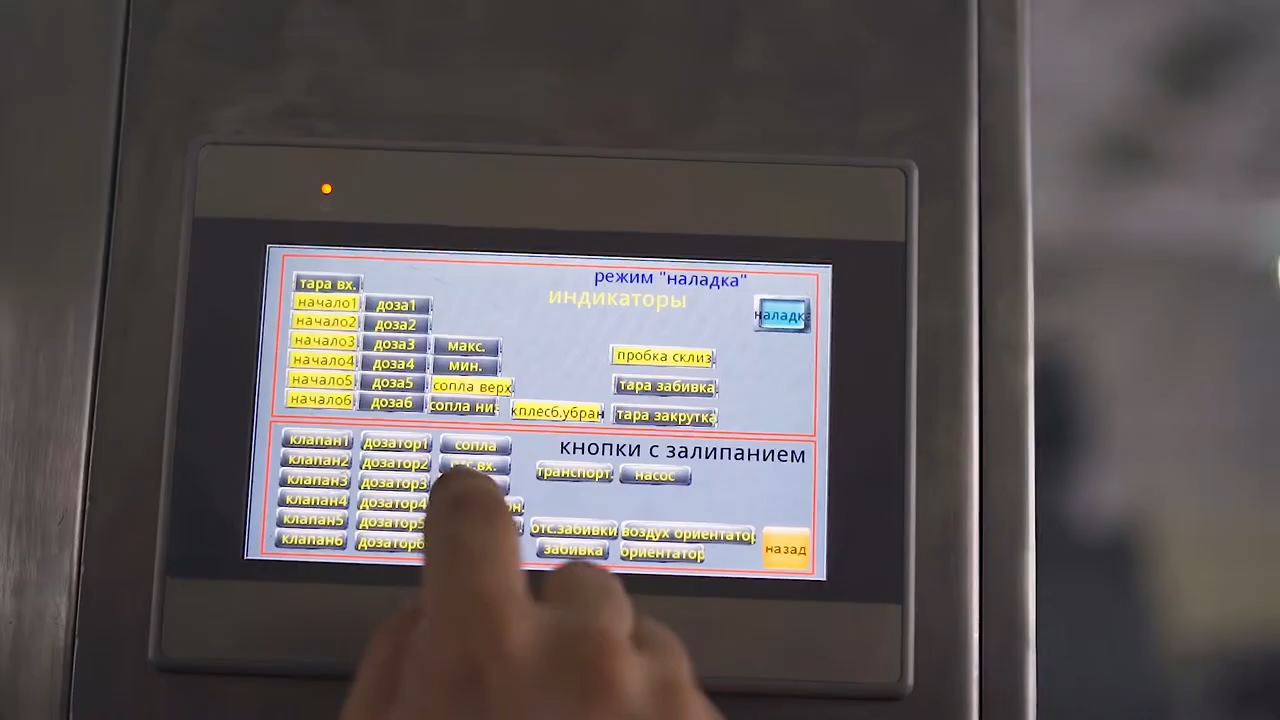 режим "наладка"
индикаторы
тара вх.
начало1 доза1
начало2 доза2
начало3 доза3 макс.
начало4 доза4 мин.
начало5 доза5 сопла верх.
начало6 доза6 сопла ни
кплесб.убран
пробка склиз
тара забивка
тара закрутка
наладка
кнопки с залипанием
клапан1 дозатор1 сопла
клапан2 дозатор2 вх.
клапан3 дозатор3
клапан4 дозатор4
клапан5 дозатор5
клапан6 дозатор6
транспорт. насос
отс.забивки воздух ориентатор
забивка ориентатор
назад